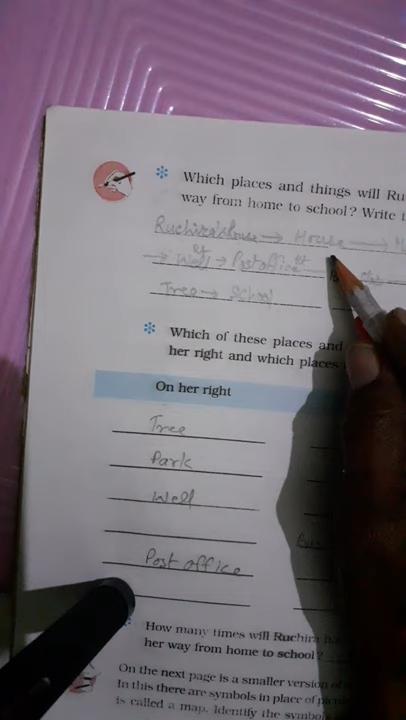 Which places and things will Ru
way from home to school? Write
Ruchira's house → House →
→ Well → Post office
Tree → School
Which of these places and
her right and which places
On her right
Tree
Park
Well
Post office
How many times will Ruchira
her way from home to school?
On the next page is a smaller version
In this there are symbols in place of
is called a map. Identify the symbo